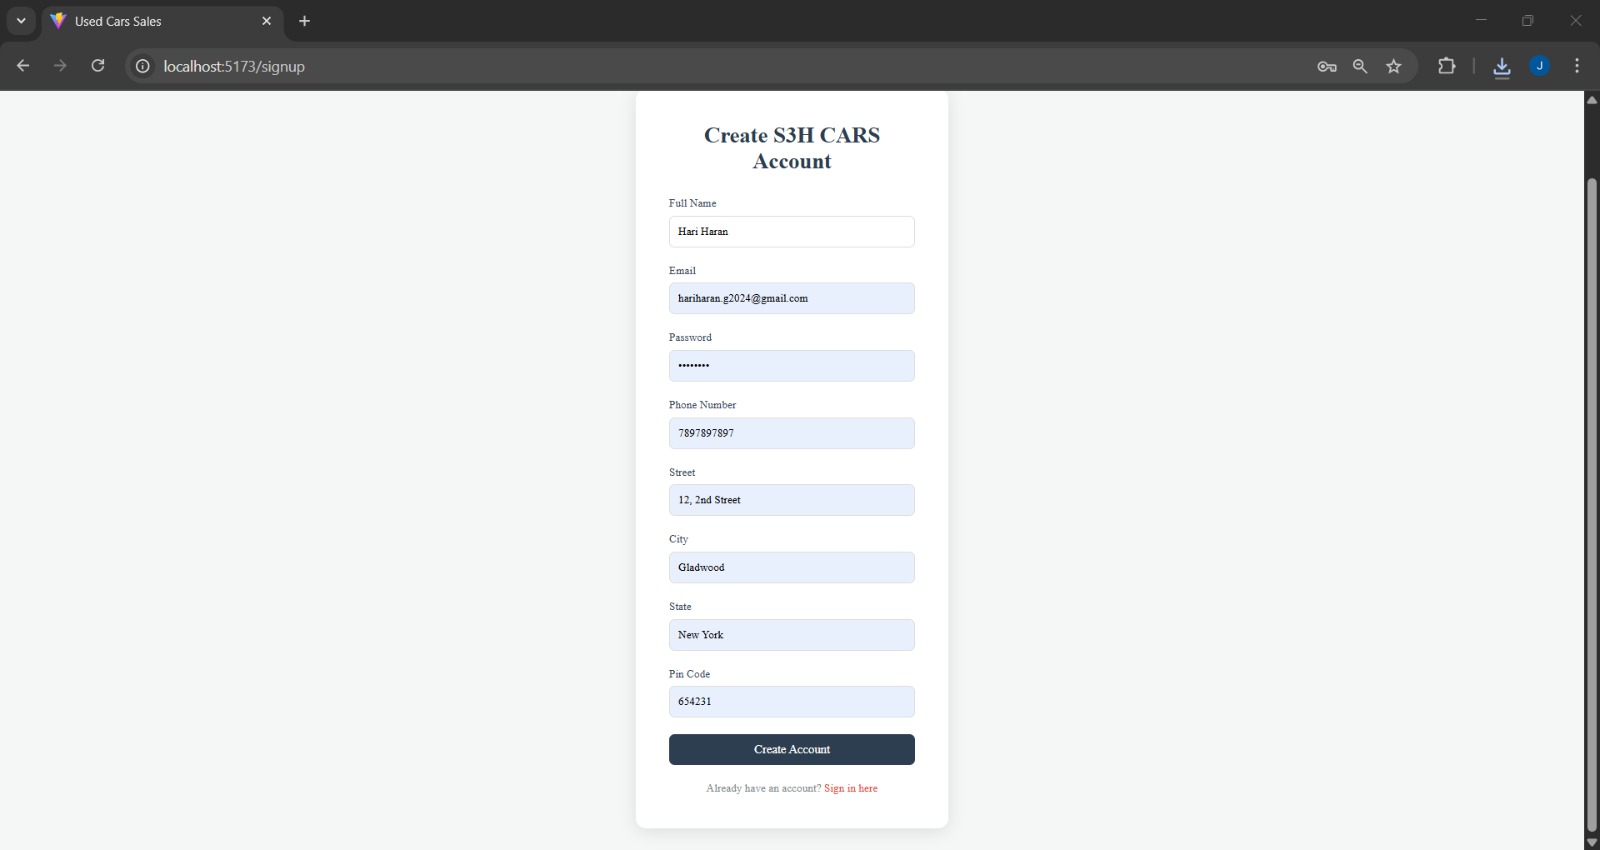 Used Cars Sales
localhost:5173/signup
J
Create S3H CARS
Account
Full Name
Hari Haran
Email
hariharan.g2024@gmail.com
Password
••••••••
Phone Number
7897897897
Street
12, 2nd Street
City
Gladwood
State
New York
Pin Code
654231
Create Account
Already have an account? Sign in here